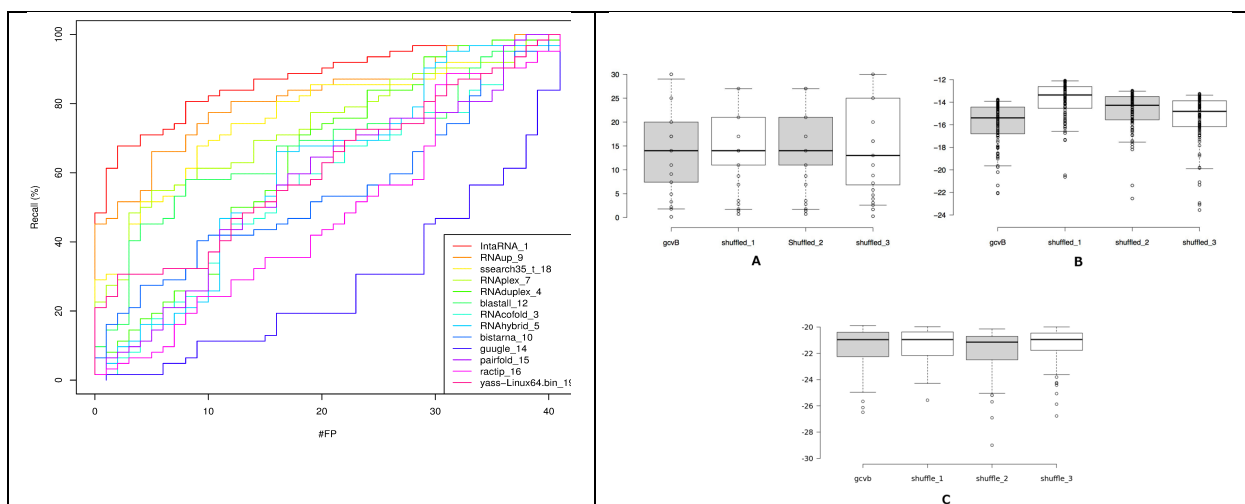 100
80
60
40
20
0
Recall (%)
IntaRNA_1
RNAup_9
ssearch35_t_18
RNAplex_7
RNAduplex_4
blastall_12
RNAcofold_3
RNAhybrid_5
bistarna_10
guugle_14
pairfold_15
ractip_16
yass-Linux64.bin_19
0 10 20 30 40
#FP
30
25
20
15
10
5
0
gcvB shuffled_1 Shuffled_2 shuffled_3
A
-12
-14
-16
-18
-20
-22
-24
gcvB shuffled_1 shuffled_2 shuffled_3
B
-20
-22
-24
-26
-28
-30
gcvb shuffle_1 shuffle_2 shuffle_3
C